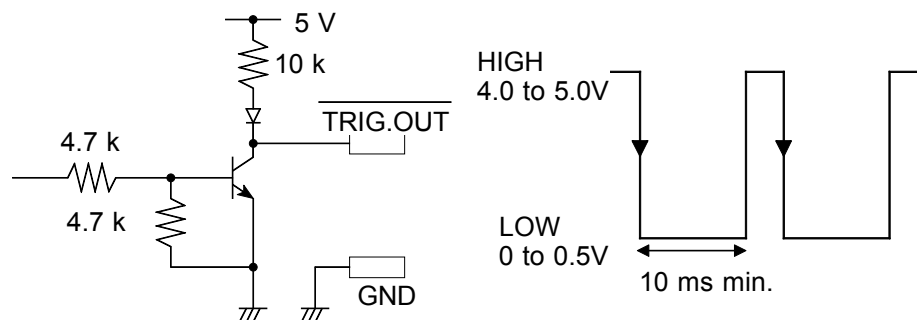 5 V
10 k
TRIG.OUT
4.7 k
4.7 k
GND
HIGH
4.0 to 5.0V
LOW
0 to 0.5V
10 ms min.